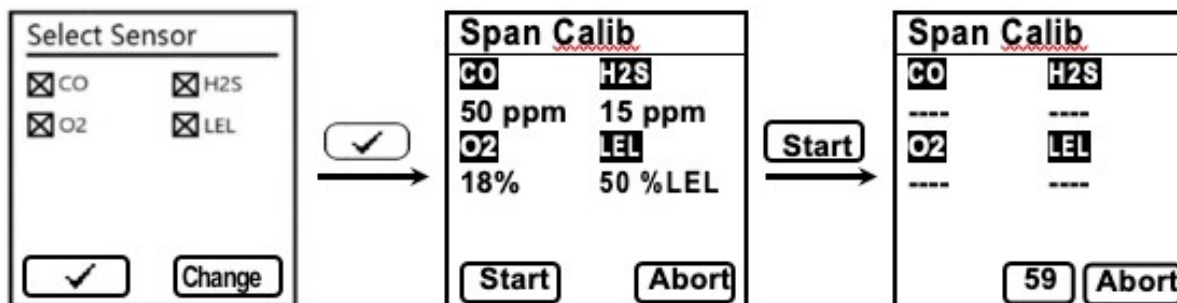 Select Sensor
CO H2S
O2 LEL
✓ Change
✓
Span Calib
CO H2S
50 ppm 15 ppm
O2 LEL
18% 50 %LEL
Start Abort
Start
Span Calib
CO H2S
---- ----
O2 LEL
---- ----
59 Abort